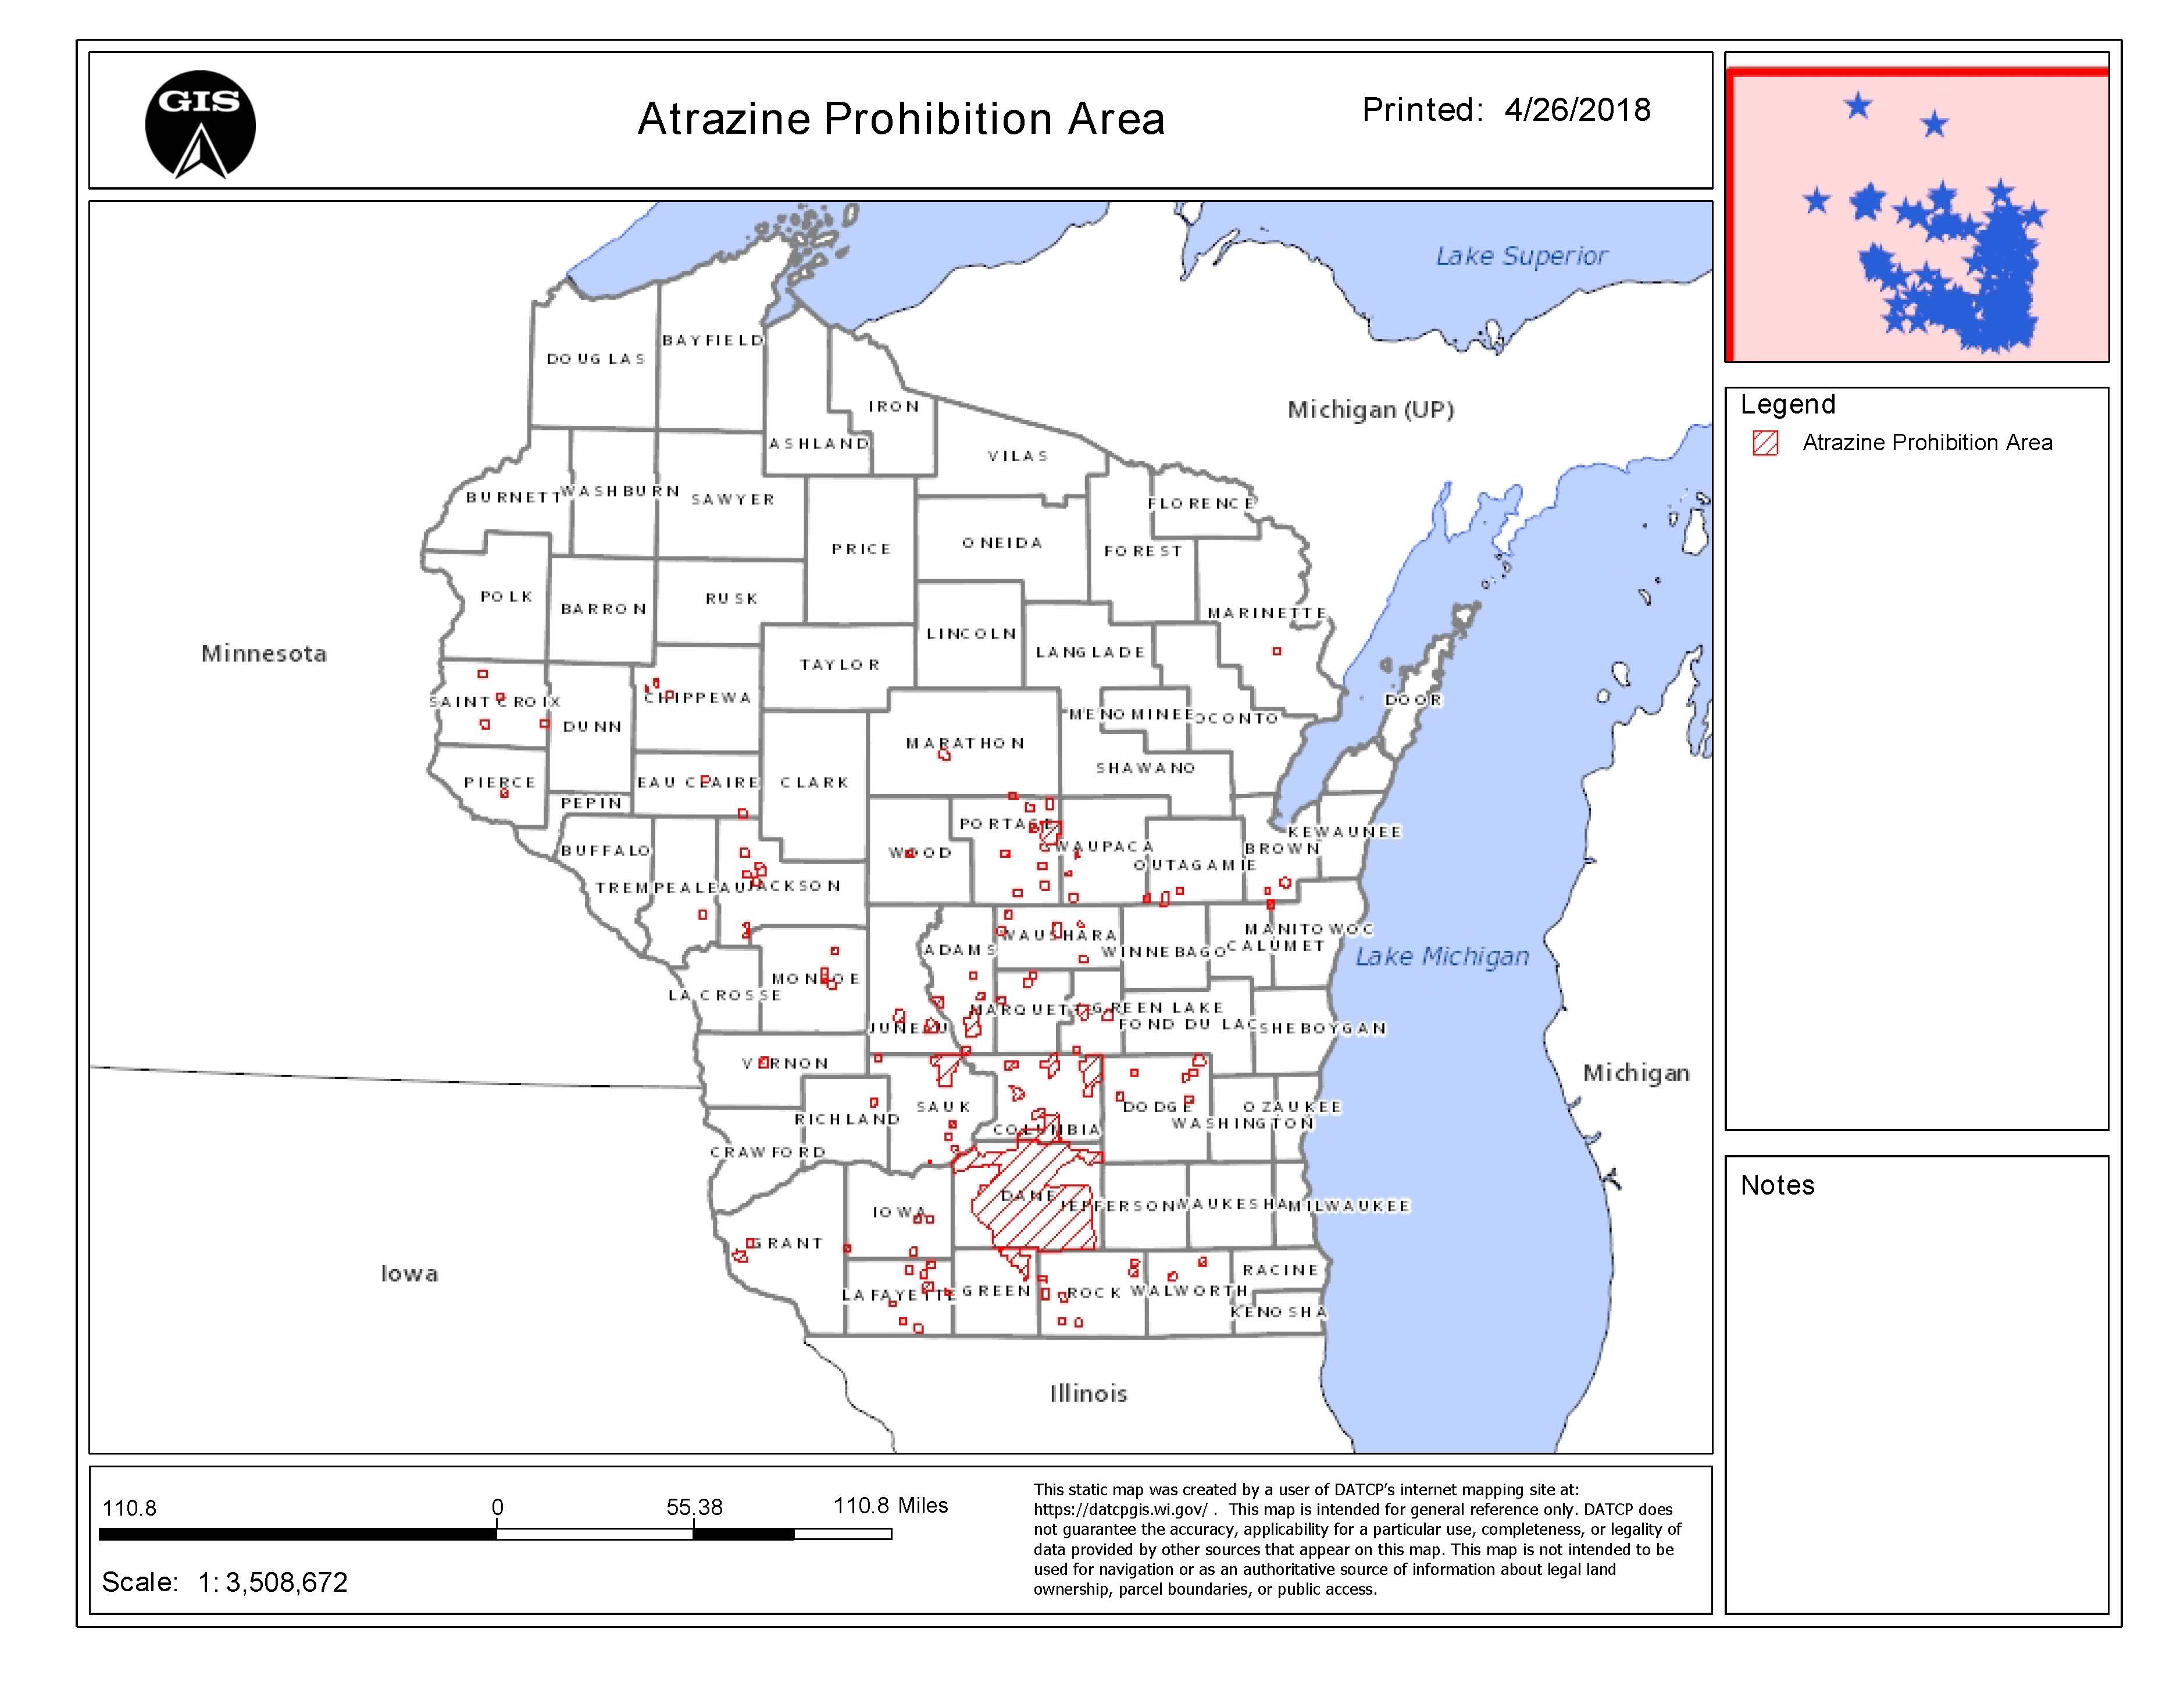 GIS
Atrazine Prohibition Area
Printed: 4/26/2018
Lake Superior
BAYFIELD
DOUGLAS
Michigan (UP)
IRON
ASHLAND
VILAS
BURNETT
WASHBURN
SAWYER
FLORENCE
PRICE
ONEIDA
FOREST
POLK
BARRON
RUSK
MARINETTE
LINCOLN
Minnesota
TAYLOR
LANGLADE
SAINT CROIX
CHIPPEWA
DOOR
DUNN
MENOMINEE
OCONTO
MARATHON
SHAWANO
PIERCE
EAU CLAIRE
CLARK
PEPIN
PORTAGE
KEWAUNEE
BUFFALO
WOOD
WAUPACA
BROWN
OUTAGAMIE
TREMPEALEAU
JACKSON
MANITOWOC
WAUSHARA
ADAMS
WINNEBAGO
CALUMET
Lake Michigan
MONROE
LA CROSSE
MARQUETTE
GREEN LAKE
JUNEAU
FOND DU LAC
SHEBOYGAN
VERNON
Michigan
SAUK
DODGE
OZAUKEE
RICHLAND
WASHINGTON
COLUMBIA
CRAWFORD
DANE
JEFFERSON
WAUKESHA
MILWAUKEE
IOWA
GRANT
Iowa
RACINE
LAFAYETTE
GREEN
ROCK
WALWORTH
KENOSHA
Illinois
Legend
Atrazine Prohibition Area
Notes
110.8
0
55.38
110.8 Miles
Scale: 1: 3,508,672
This static map was created by a user of DATCP's internet mapping site at:
https://datcpgis.wi.gov/ . This map is intended for general reference only. DATCP does
not guarantee the accuracy, applicability for a particular use, completeness, or legality of
data provided by other sources that appear on this map. This map is not intended to be
used for navigation or as an authoritative source of information about legal land
ownership, parcel boundaries, or public access.